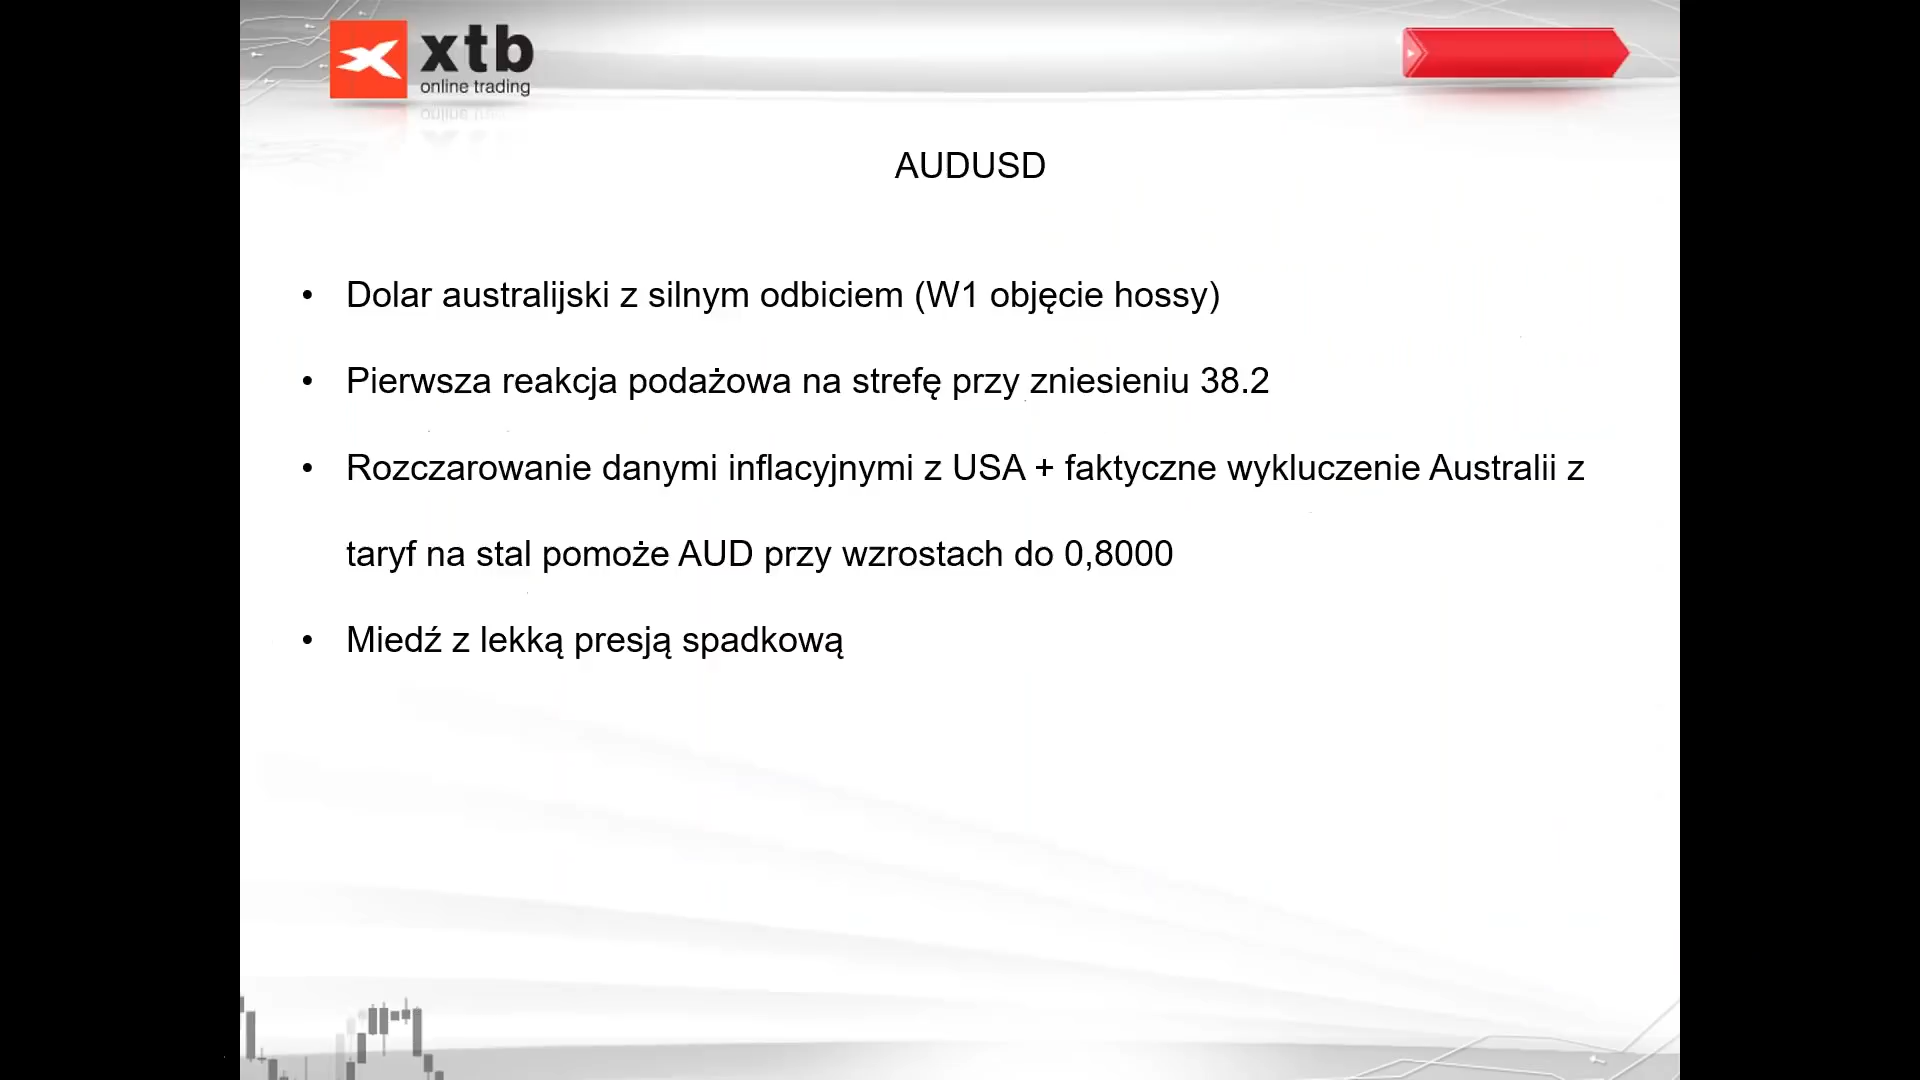 xtb
online trading
AUDUSD
• Dolar australijski z silnym odbiciem (W1 objęcie hossy)
• Pierwsza reakcja podażowa na strefę przy zniesieniu 38.2
• Rozczarowanie danymi inflacyjnymi z USA + faktyczne wykluczenie Australii z
taryf na stal pomoże AUD przy wzrostach do 0,8000
• Miedź z lekką presją spadkową